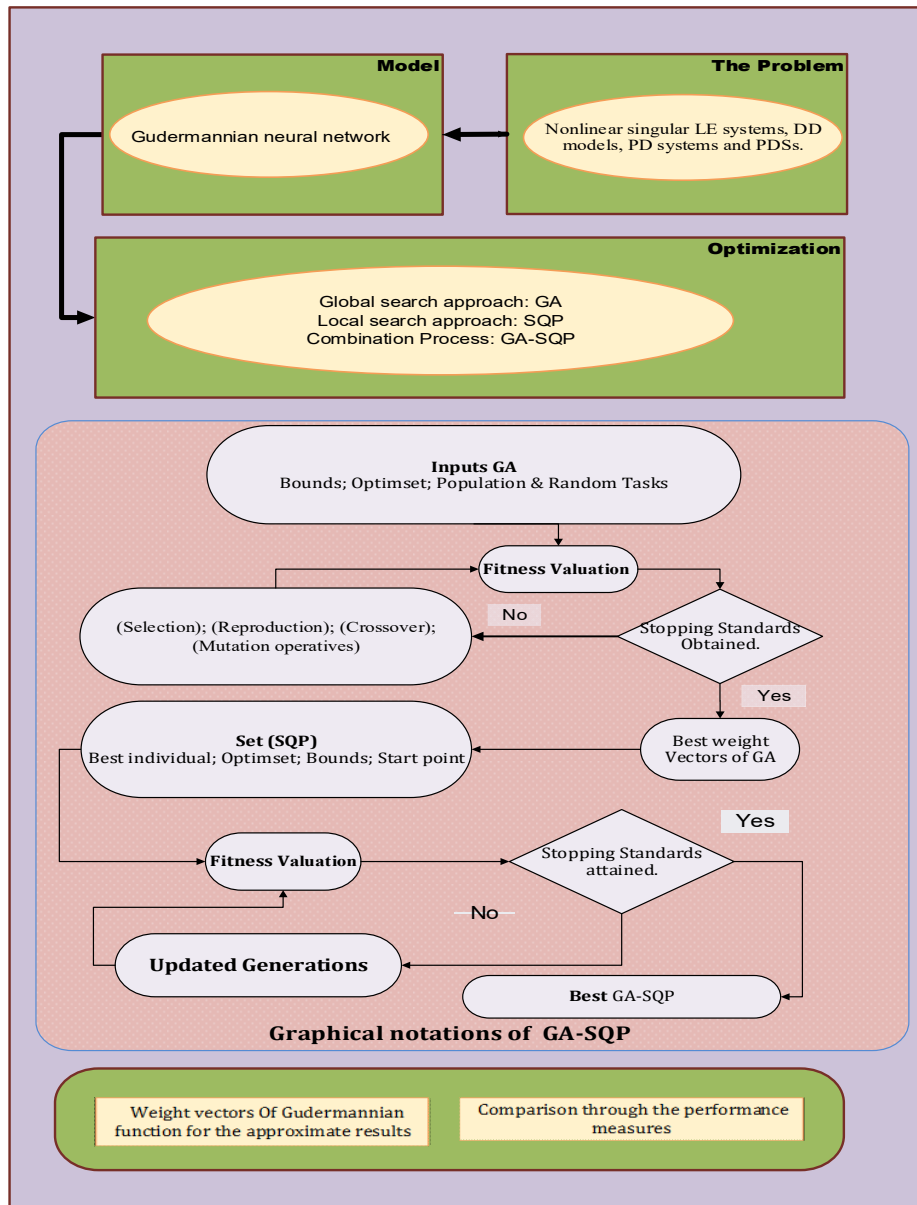 Model
Gudermannian neural network
The Problem
Nonlinear singular LE systems, DD
models, PD systems and PDSs.
Optimization
Global search approach: GA
Local search approach: SQP
Combination Process: GA-SQP
Inputs GA
Bounds; Optimset; Population & Random Tasks
Fitness Valuation
(Selection); (Reproduction); (Crossover);
(Mutation operatives)
No
Stopping Standards
Obtained.
Yes
Set (SQP)
Best individual; Optimset; Bounds; Start point
Best weight
Vectors of GA
Fitness Valuation
Stopping Standards
attained.
Yes
No
Updated Generations
Best GA-SQP
Graphical notations of GA-SQP
Weight vectors Of Gudermannian
function for the approximate results
Comparison through the performance
measures